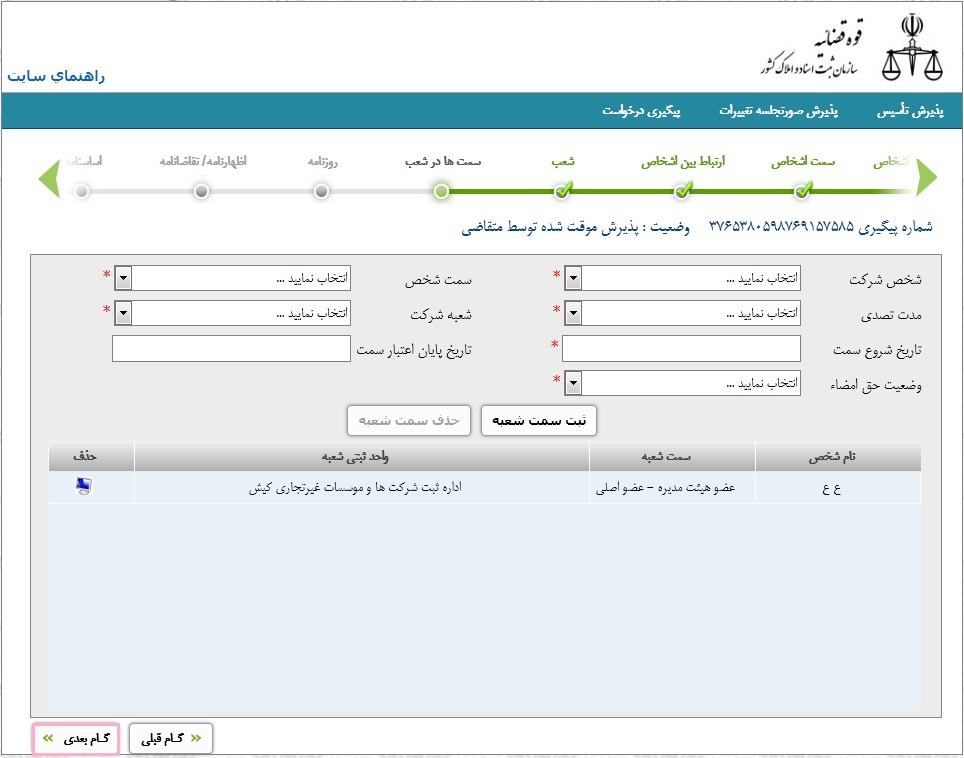 قوه قضائیه
سازمان ثبت اسناد و املاک کشور
راهنمای سایت
پذیرش تأسیس پذیرش صورتجلسه تغییرات پیگیری درخواست
اشخاص سمت اشخاص ارتباط بین اشخاص شعب سمت ها در شعب روزنامه اظهارنامه/ تقاضانامه اساسنامه
شماره پیگیری ۳۷۶۵۳۸۰۵۹۸۷۶۹۱۵۷۵۸۵ وضعیت : پذیرش موقت شده توسط متقاضی
شخص شرکت انتخاب نمایید ... * سمت شخص انتخاب نمایید ... *
مدت تصدی انتخاب نمایید ... * شعبه شرکت انتخاب نمایید ... *
تاریخ شروع سمت * تاریخ پایان اعتبار سمت
وضعیت حق امضاء انتخاب نمایید ... *
ثبت سمت شعبه حذف سمت شعبه
نام شخص سمت شعبه واحد ثبتی شعبه حذف
ع ع عضو هیئت مدیره - عضو اصلی اداره ثبت شرکت ها و موسسات غیرتجاری کیش
گام قبلی گام بعدی